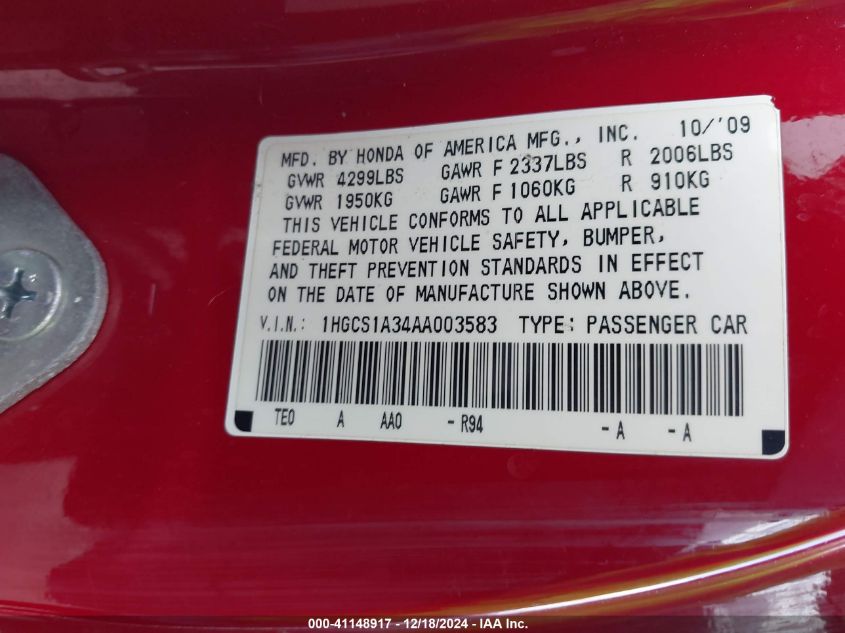 MFD. BY HONDA OF AMERICA MFG., INC. 10/'09
GVWR 4299LBS GAWR F 2337LBS R 2006LBS
GVWR 1950KG GAWR F 1060KG R 910KG
THIS VEHICLE CONFORMS TO ALL APPLICABLE
FEDERAL MOTOR VEHICLE SAFETY, BUMPER,
AND THEFT PREVENTION STANDARDS IN EFFECT
ON THE DATE OF MANUFACTURE SHOWN ABOVE.
V.I.N.: 1HGCS1A34AA003583 TYPE: PASSENGER CAR
TE0 A AA0 - R94 - A - A
000-41148917 - 12/18/2024 - IAA Inc.